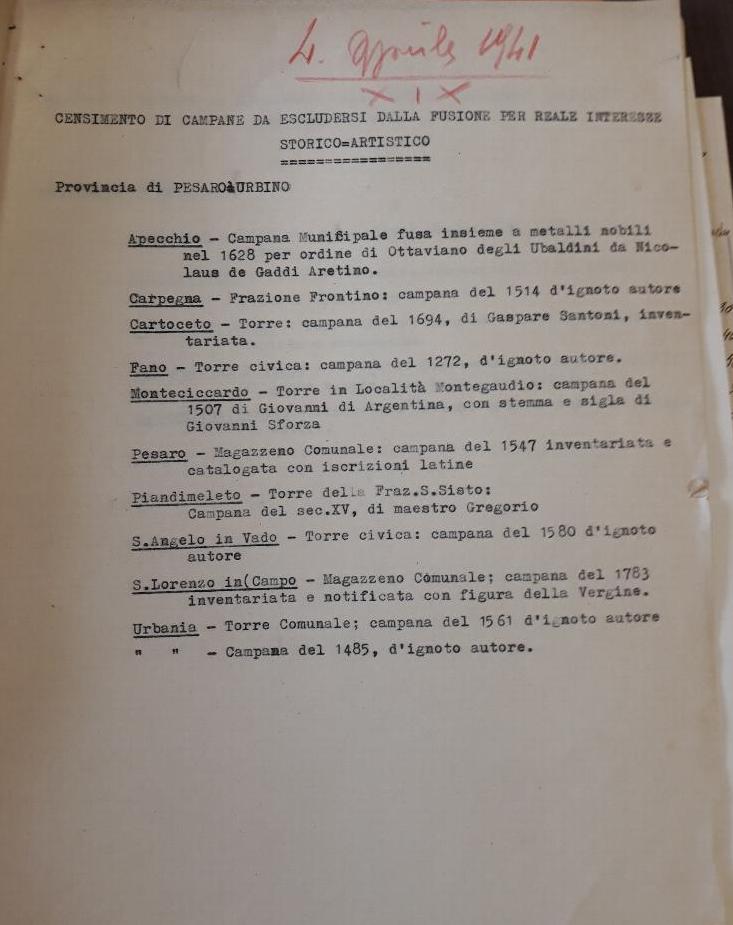 4. Aprile 1941
XIX
CENSIMENTO DI CAMPANE DA ESCLUDERSI DALLA FUSIONE PER REALE INTERESSE
STORICO=ARTISTICO
=================
Provincia di PESARO&URBINO
Apecchio - Campana Munifipale fusa insieme a metalli nobili
nel 1628 per ordine di Ottaviano degli Ubaldini da Nico-
laus de Gaddi Aretino.
Carpegna - Frazione Frontino: campana del 1514 d'ignoto autore
Cartoceto - Torre: campana del 1694, di Gaspare Santoni, inven-
tariata.
Fano - Torre civica: campana del 1272, d'ignoto autore.
Monteciccardo - Torre in Località Montegaudio: campana del
1507 di Giovanni di Argentina, con stemma e sigla di
Giovanni Sforza
Pesaro - Magazzeno Comunale: campana del 1547 inventariata e
catalogata con iscrizioni latine
Piandimeleto - Torre della Fraz.S.Sisto:
Campana del sec.XV, di maestro Gregorio
S.Angelo in Vado - Torre civica: campana del 1580 d'ignoto
autore
S.Lorenzo in(Campo - Magazzeno Comunale; campana del 1783
inventariata e notificata con figura della Vergine.
Urbania - Torre Comunale; campana del 1561 d'ignoto autore
" " - Campana del 1485, d'ignoto autore.